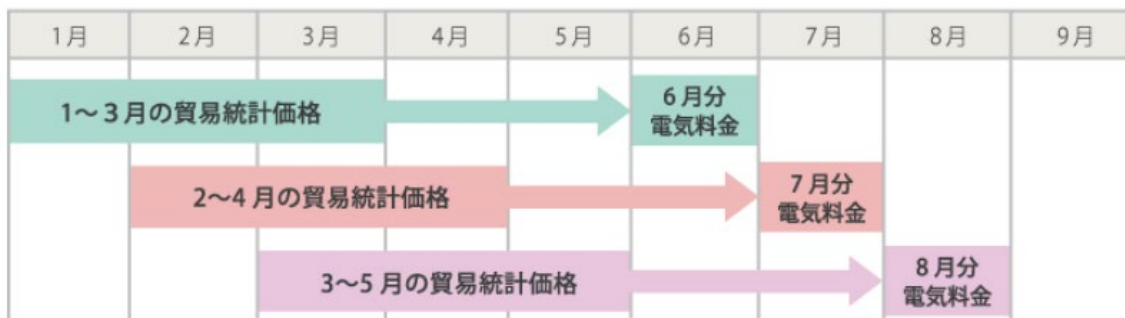 1月 2月 3月 4月 5月 6月 7月 8月 9月
1〜3月の貿易統計価格
6月分
電気料金
2〜4月の貿易統計価格
7月分
電気料金
3〜5月の貿易統計価格
8月分
電気料金